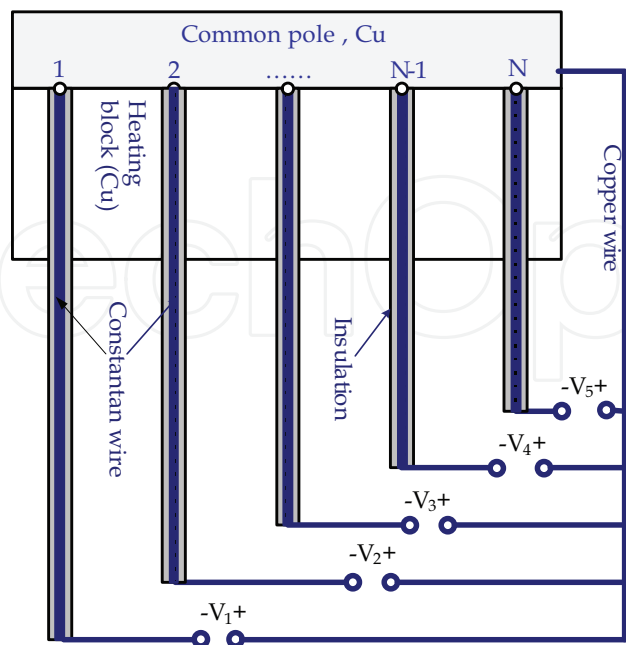 Common pole , Cu
1
2
......
N-1
N
Heating
block (Cu)
Copper wire
Constantan wire
Insulation
-V₅+
-V₄+
-V₃+
-V₂+
-V₁+
echOp